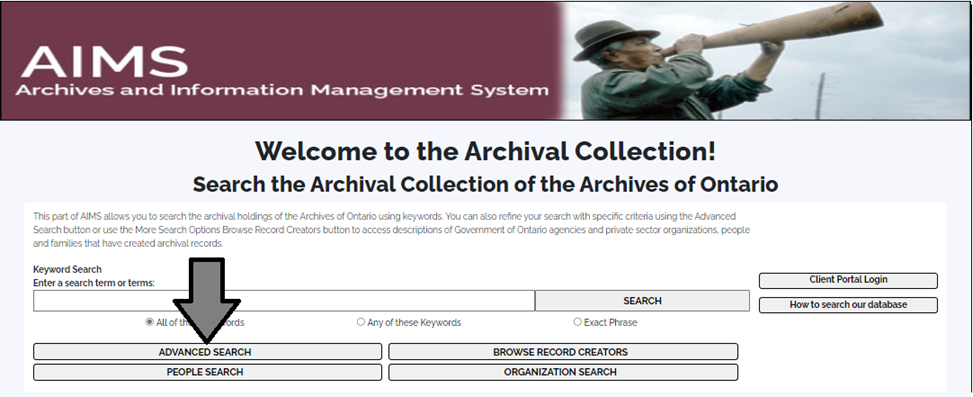 AIMS
Archives and Information Management System
Welcome to the Archival Collection!
Search the Archival Collection of the Archives of Ontario
This part of AIMS allows you to search the archival holdings of the Archives of Ontario using keywords. You can also refine your search with specific criteria using the Advanced
Search button or use the More Search Options Browse Record Creators button to access descriptions of Government of Ontario agencies and private sector organizations, people
and families that have created archival records.
Keyword Search
Enter a search term or terms:
SEARCH
All of th words
Any of these Keywords
Exact Phrase
ADVANCED SEARCH
BROWSE RECORD CREATORS
PEOPLE SEARCH
ORGANIZATION SEARCH
Client Portal Login
How to search our database